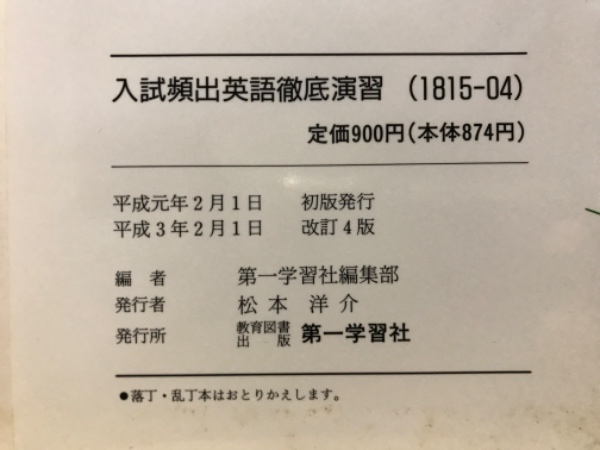 入試頻出英語徹底演習 (1815-04)
定価900円(本体874円)
平成元年2月1日 初版発行
平成3年2月1日 改訂4版
編者 第一学習社編集部
発行者 松本洋介
発行所 教育図書出版 第一学習社
●落丁・乱丁本はおとりかえします。